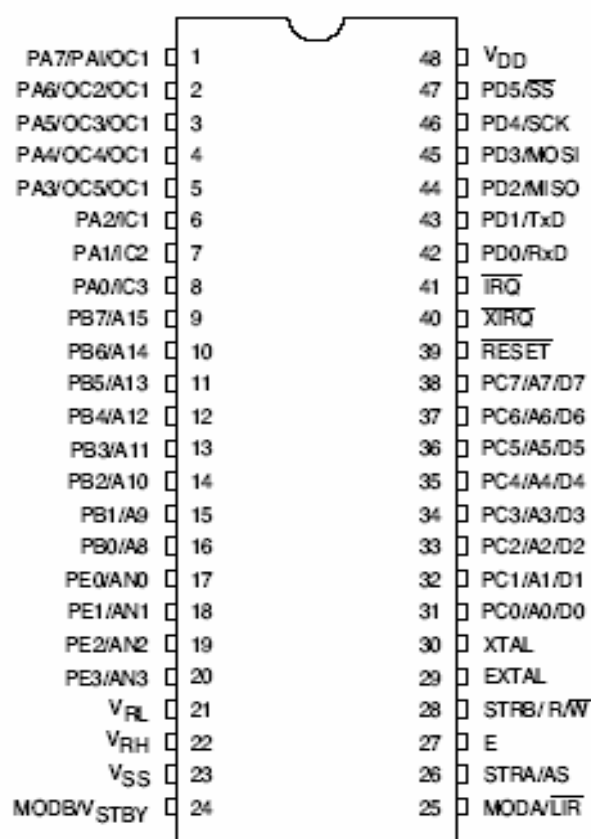 PA7/PAI/OC1 1 48 VDD
PA6/OC2/OC1 2 47 PD5/SS
PA5/OC3/OC1 3 46 PD4/SCK
PA4/OC4/OC1 4 45 PD3/MOSI
PA3/OC5/OC1 5 44 PD2/MISO
PA2/IC1 6 43 PD1/TxD
PA1/IC2 7 42 PD0/RxD
PA0/IC3 8 41 IRQ
PB7/A15 9 40 XIRQ
PB6/A14 10 39 RESET
PB5/A13 11 38 PC7/A7/D7
PB4/A12 12 37 PC6/A6/D6
PB3/A11 13 36 PC5/A5/D5
PB2/A10 14 35 PC4/A4/D4
PB1/A9 15 34 PC3/A3/D3
PB0/A8 16 33 PC2/A2/D2
PE0/AN0 17 32 PC1/A1/D1
PE1/AN1 18 31 PC0/A0/D0
PE2/AN2 19 30 XTAL
PE3/AN3 20 29 EXTAL
VRL 21 28 STRB/R/W
VRH 22 27 E
VSS 23 26 STRA/AS
MODB/VSTBY 24 25 MODA/LIR